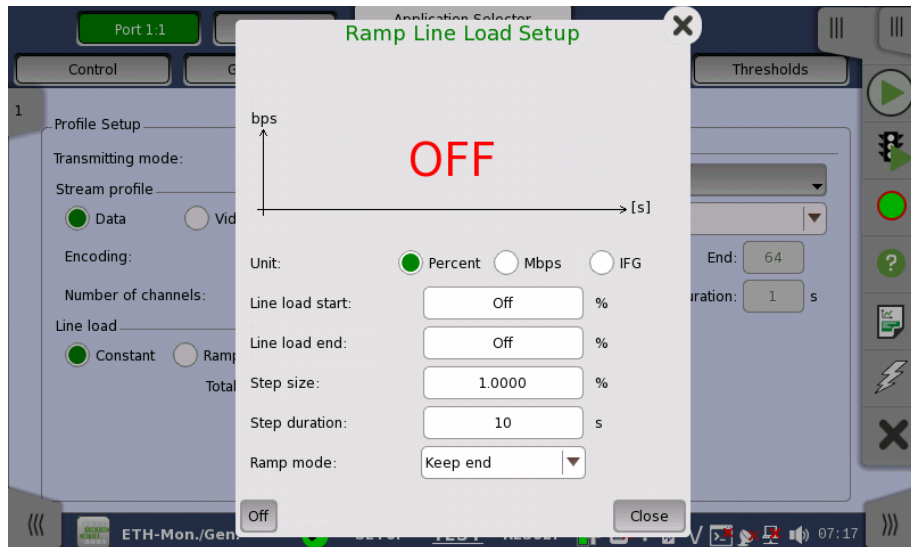 Port 1:1
Application Selector
Control
G
Thresholds
1
Profile Setup
Transmitting mode:
Stream profile
Data
Vid
Encoding:
End: 64
Number of channels:
uration: 1 s
Line load
Constant
Ramp
Total
Ramp Line Load Setup
bps
OFF
[s]
Unit:
Percent
Mbps
IFG
Line load start: Off %
Line load end: Off %
Step size: 1.0000 %
Step duration: 10 s
Ramp mode: Keep end
Off
Close
ETH-Mon./Gen.
SETUP TEST RESULT
07:17